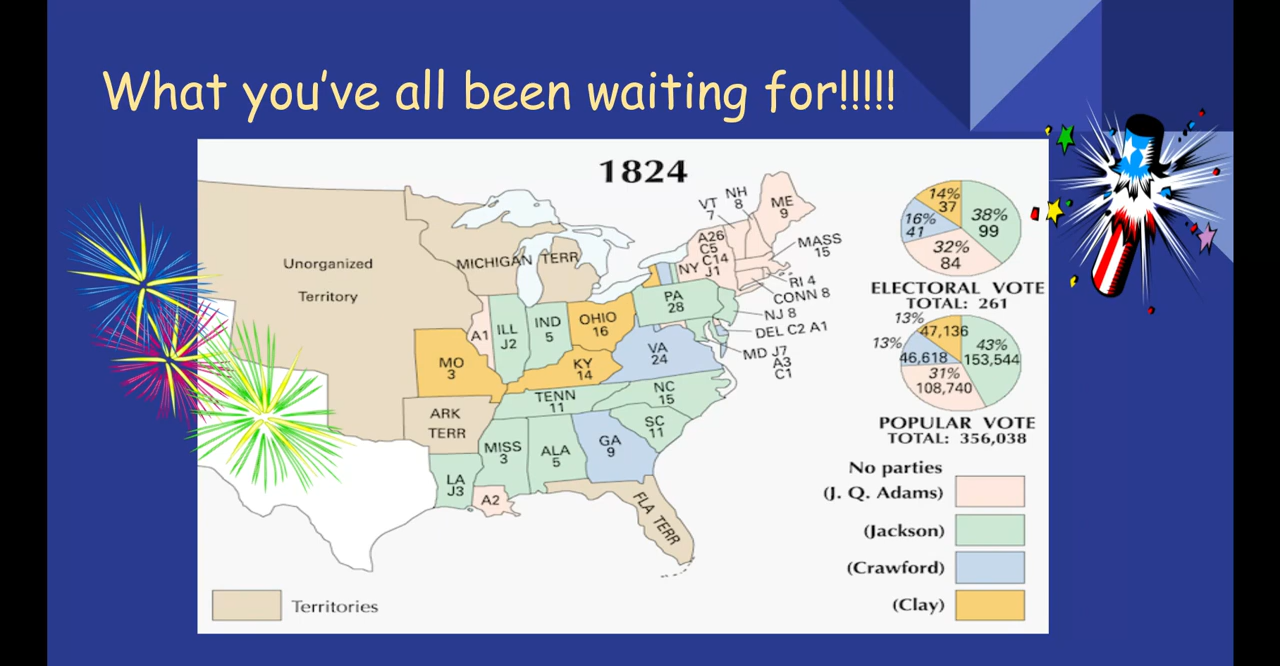 What you've all been waiting for!!!!!
1824
Unorganized
Territory
MICHIGAN TERR
VT
7
NH
8
ME
9
MASS
15
A26
C5
C14
J1
NY
RI 4
CONN 8
NJ 8
DEL C2 A1
MD J7
A3
C1
PA
28
OHIO
16
IND
5
ILL
J2
A1
MO
3
KY
14
VA
24
NC
15
TENN
11
SC
11
ARK
TERR
MISS
3
ALA
5
GA
9
LA
J3
A2
FLA TERR
Territories
14%
37
38%
99
16%
41
32%
84
ELECTORAL VOTE
TOTAL: 261
13%
47,136
43%
153,544
13%
46,618
31%
108,740
POPULAR VOTE
TOTAL: 356,038
No parties
(J. Q. Adams)
(Jackson)
(Crawford)
(Clay)